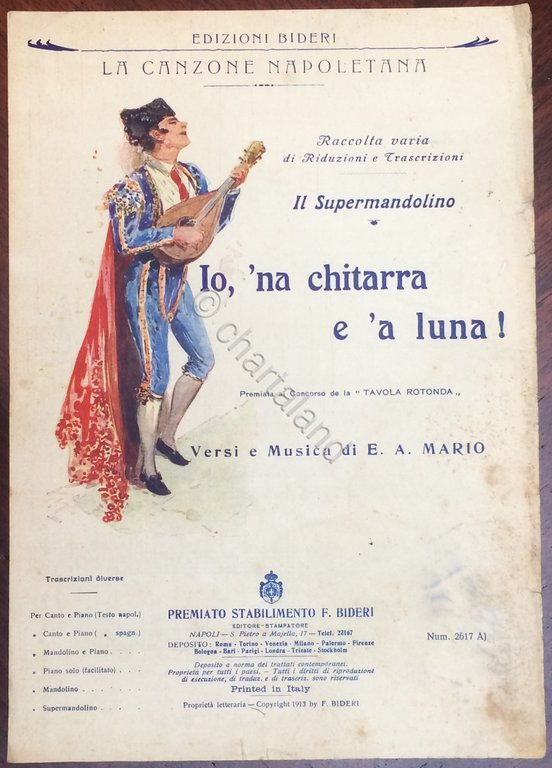 EDIZIONI BIDERI
LA CANZONE NAPOLETANA
Raccolta varia
di Riduzioni e Trascrizioni
Il Supermandolino
Io, 'na chitarra
e 'a luna !
Premiata al Concorso de la “ TAVOLA ROTONDA „
Versi e Musica di E. A. MARIO
© chartaland
Trascrizioni diverse
Per Canto e Piano (Testo napol.)
„ Canto e Piano ( „ spagn.)
„ Mandolino e Piano . . . .
„ Piano solo (facilitato) . . .
„ Mandolino . . . . .
„ Supermandolino . . . .
PREMIATO STABILIMENTO F. BIDERI
EDITORE-STAMPATORE
NAPOLI — S. Pietro a Majella, 17 — Telef. 22167
DEPOSITO : Roma - Torino - Venezia - Milano - Palermo - Firenze
Bologna - Bari - Parigi - Londra - Trieste - Stockholm
Deposito a norma dei trattati contemporanei.
Proprietà per tutti i paesi. — Tutti i diritti di riproduzione
di esecuzione, di traduz. e di trascriz. sono riservati
Printed in Italy
Proprietà letteraria — Copyright 1913 by F. BIDERI
Num. 2617 A)